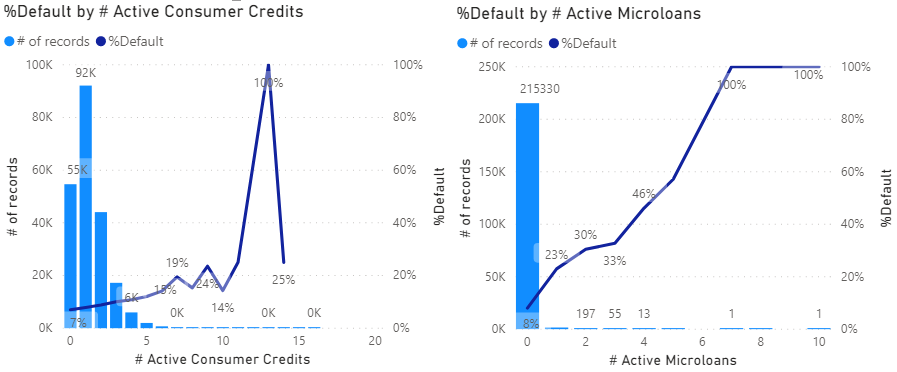 %Default by # Active Consumer Credits
# of records %Default
100K
80K
60K
40K
20K
0K
# of records
92K
55K
6K
0K
0K
0K
7%
15%
19%
24%
14%
100%
25%
100%
80%
60%
40%
20%
0%
%Default
0 5 10 15 20
# Active Consumer Credits
%Default by # Active Microloans
# of records %Default
250K
200K
150K
100K
50K
0K
# of records
215330
197
55
13
1
1
8%
23%
30%
33%
46%
100%
100%
100%
80%
60%
40%
20%
0%
%Default
0 2 4 6 8 10
# Active Microloans